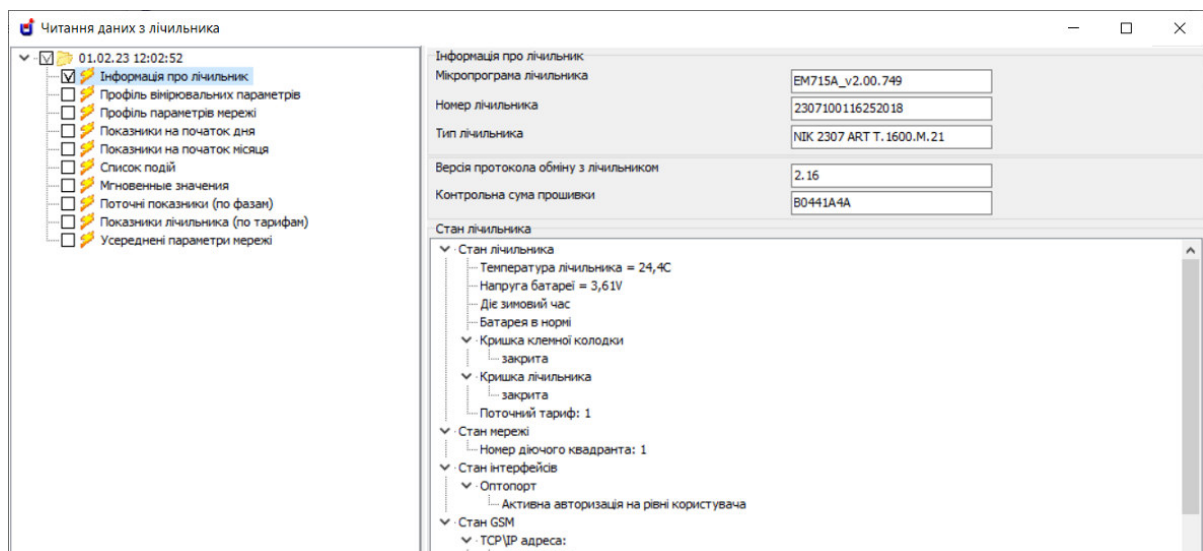 Читання даних з лічильника
01.02.23 12:02:52
Інформація про лічильник
Профіль вімірювальних параметрів
Профіль параметрів мережі
Показники на початок дня
Показники на початок місяця
Список подій
Мгновенные значения
Поточні показники (по фазам)
Показники лічильника (по тарифам)
Усереднені параметри мережі
Інформація про лічильник
Мікропрограма лічильника
EM715A_v2.00.749
Номер лічильника
2307100116252018
Тип лічильника
NIK 2307 ART T.1600.M.21
Версія протокола обміну з лічильником
2.16
Контрольна сума прошивки
B0441A4A
Стан лічильника
Стан лічильника
Температура лічильника = 24,4C
Напруга батареї = 3,61V
Діє зимовий час
Батарея в нормі
Кришка клемної колодки
закрита
Кришка лічильника
закрита
Поточний тариф: 1
Стан мережі
Номер діючого квадранта: 1
Стан інтерфейсів
Оптопорт
Активна авторизація на рівні користувача
Стан GSM
TCP\IP адреса: